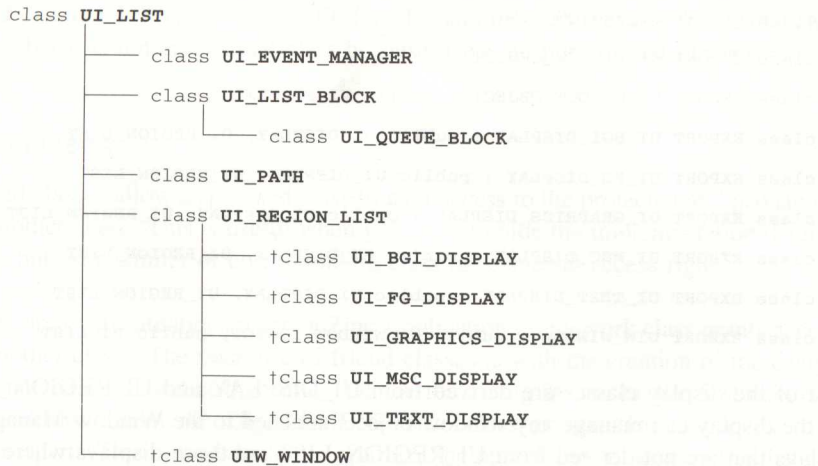 class UI_LIST
class UI_EVENT_MANAGER
class UI_LIST_BLOCK
class UI_QUEUE_BLOCK
class UI_PATH
class UI_REGION_LIST
†class UI_BGI_DISPLAY
†class UI_FG_DISPLAY
†class UI_GRAPHICS_DISPLAY
†class UI_MSC_DISPLAY
†class UI_TEXT_DISPLAY
†class UIW_WINDOW